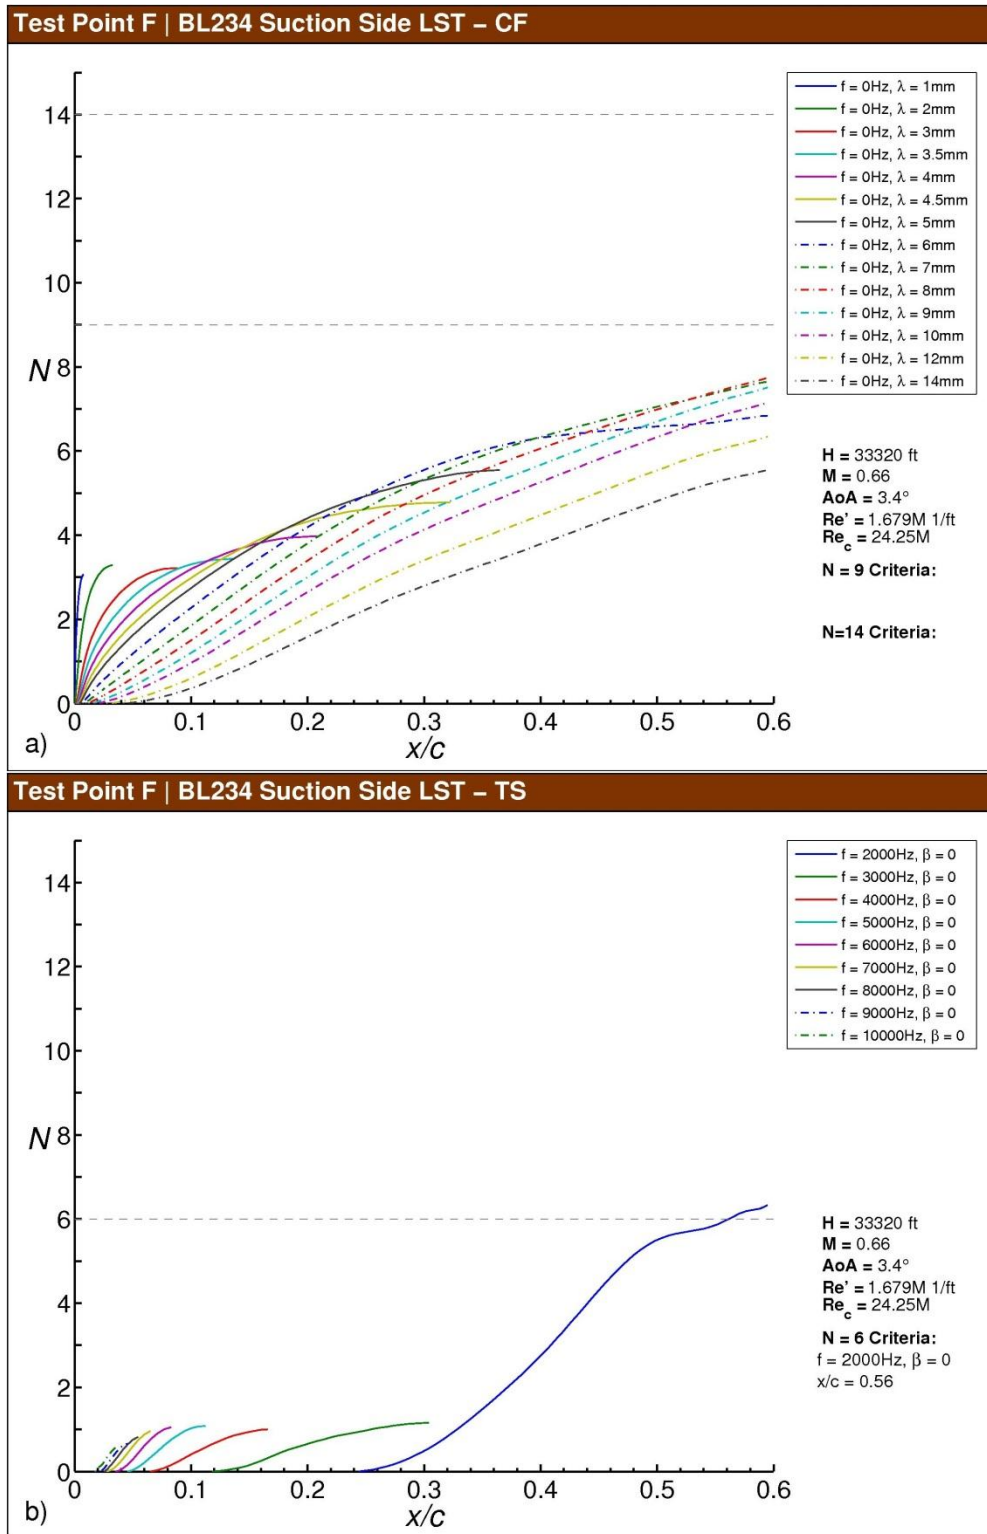 Test Point F | BL234 Suction Side LST – CF
14
12
10
8
6
4
2
0
N
0
0.1
0.2
0.3
0.4
0.5
0.6
x/c
a)
f = 0Hz, λ = 1mm
f = 0Hz, λ = 2mm
f = 0Hz, λ = 3mm
f = 0Hz, λ = 3.5mm
f = 0Hz, λ = 4mm
f = 0Hz, λ = 4.5mm
f = 0Hz, λ = 5mm
f = 0Hz, λ = 6mm
f = 0Hz, λ = 7mm
f = 0Hz, λ = 8mm
f = 0Hz, λ = 9mm
f = 0Hz, λ = 10mm
f = 0Hz, λ = 12mm
f = 0Hz, λ = 14mm
H = 33320 ft
M = 0.66
AoA = 3.4°
Re' = 1.679M 1/ft
Re_c = 24.25M
N = 9 Criteria:
N=14 Criteria:
Test Point F | BL234 Suction Side LST – TS
14
12
10
8
6
4
2
0
N
0
0.1
0.2
0.3
0.4
0.5
0.6
x/c
b)
f = 2000Hz, β = 0
f = 3000Hz, β = 0
f = 4000Hz, β = 0
f = 5000Hz, β = 0
f = 6000Hz, β = 0
f = 7000Hz, β = 0
f = 8000Hz, β = 0
f = 9000Hz, β = 0
f = 10000Hz, β = 0
H = 33320 ft
M = 0.66
AoA = 3.4°
Re' = 1.679M 1/ft
Re_c = 24.25M
N = 6 Criteria:
f = 2000Hz, β = 0
x/c = 0.56